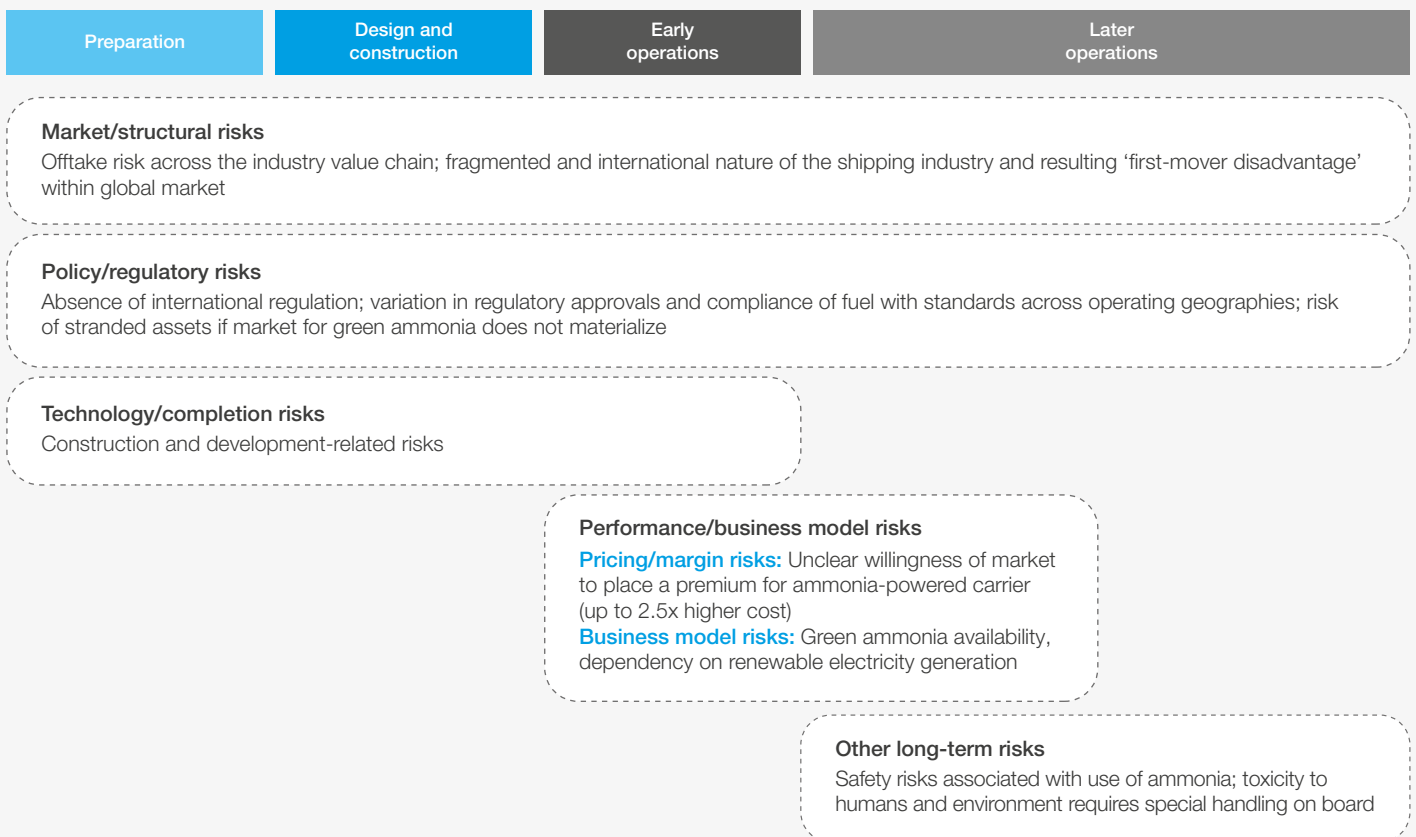 Preparation
Design and
construction
Early
operations
Later
operations
Market/structural risks
Offtake risk across the industry value chain; fragmented and international nature of the shipping industry and resulting ‘first-mover disadvantage’
within global market
Policy/regulatory risks
Absence of international regulation; variation in regulatory approvals and compliance of fuel with standards across operating geographies; risk
of stranded assets if market for green ammonia does not materialize
Technology/completion risks
Construction and development-related risks
Performance/business model risks
Pricing/margin risks: Unclear willingness of market
to place a premium for ammonia-powered carrier
(up to 2.5x higher cost)
Business model risks: Green ammonia availability,
dependency on renewable electricity generation
Other long-term risks
Safety risks associated with use of ammonia; toxicity to
humans and environment requires special handling on board